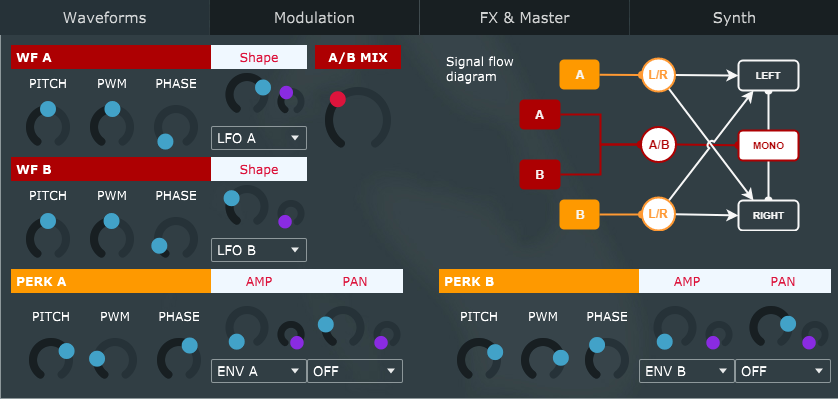 Waveforms
Modulation
FX & Master
Synth
WF A
Shape
A/B MIX
PITCH
PWM
PHASE
LFO A
WF B
Shape
PITCH
PWM
PHASE
LFO B
Signal flow
diagram
A
L/R
LEFT
A
A/B
MONO
B
B
L/R
RIGHT
PERK A
AMP
PAN
PITCH
PWM
PHASE
ENV A
OFF
PERK B
AMP
PAN
PITCH
PWM
PHASE
ENV B
OFF